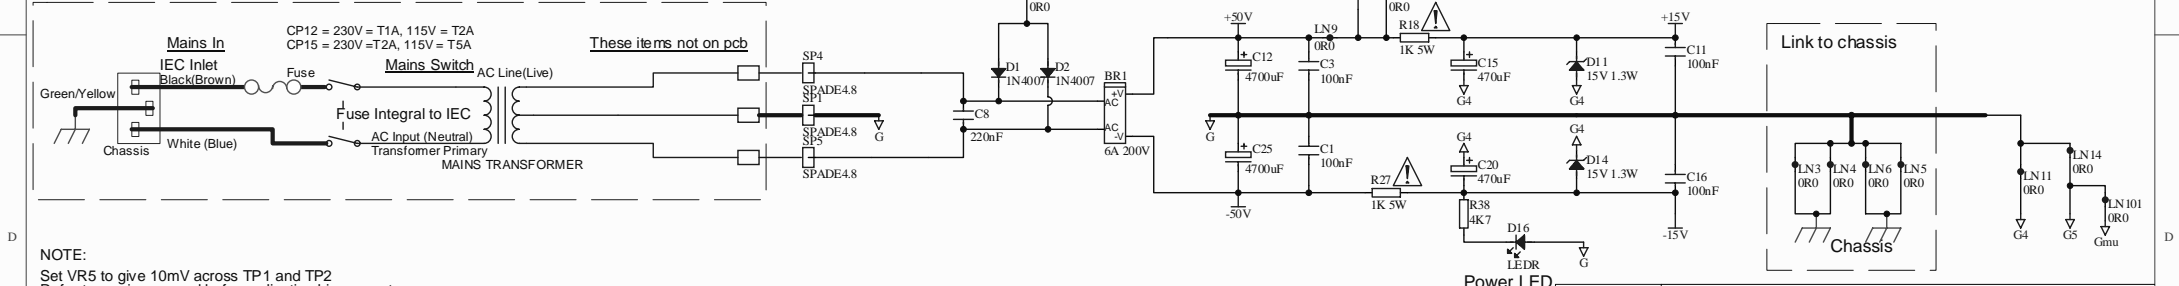 0R0
0R0
CP12 = 230V = T1A, 115V = T2A
CP15 = 230V =T2A, 115V = T5A
Mains In
IEC Inlet
Black(Brown)
Fuse
Mains Switch
AC Line(Live)
These items not on pcb
Green/Yellow
Fuse Integral to IEC
AC Input (Neutral)
Transformer Primary
MAINS TRANSFORMER
White (Blue)
Chassis
SP4
SPADE4.8
SP1
SPADE4.8
SP5
SPADE4.8
G
D1
1N4007
D2
1N4007
C8
220nF
BR1
+V
AC
AC
-V
6A 200V
+50V
C12
4700uF
LN9
0R0
C3
100nF
R18
1K 5W
C15
470uF
G4
D11
15V 1.3W
G4
+15V
C11
100nF
G
C25
4700uF
-50V
C1
100nF
R27
1K 5W
G4
C20
470uF
G4
D14
15V 1.3W
C16
100nF
-15V
R38
4K7
D16
LEDR
G
Power LED
Link to chassis
LN3
0R0
LN4
0R0
LN6
0R0
LN5
0R0
Chassis
LN11
0R0
G4
LN14
0R0
G5
LN101
0R0
Gmu
D
D
NOTE:
Set VR5 to give 10mV across TP1 and TP2